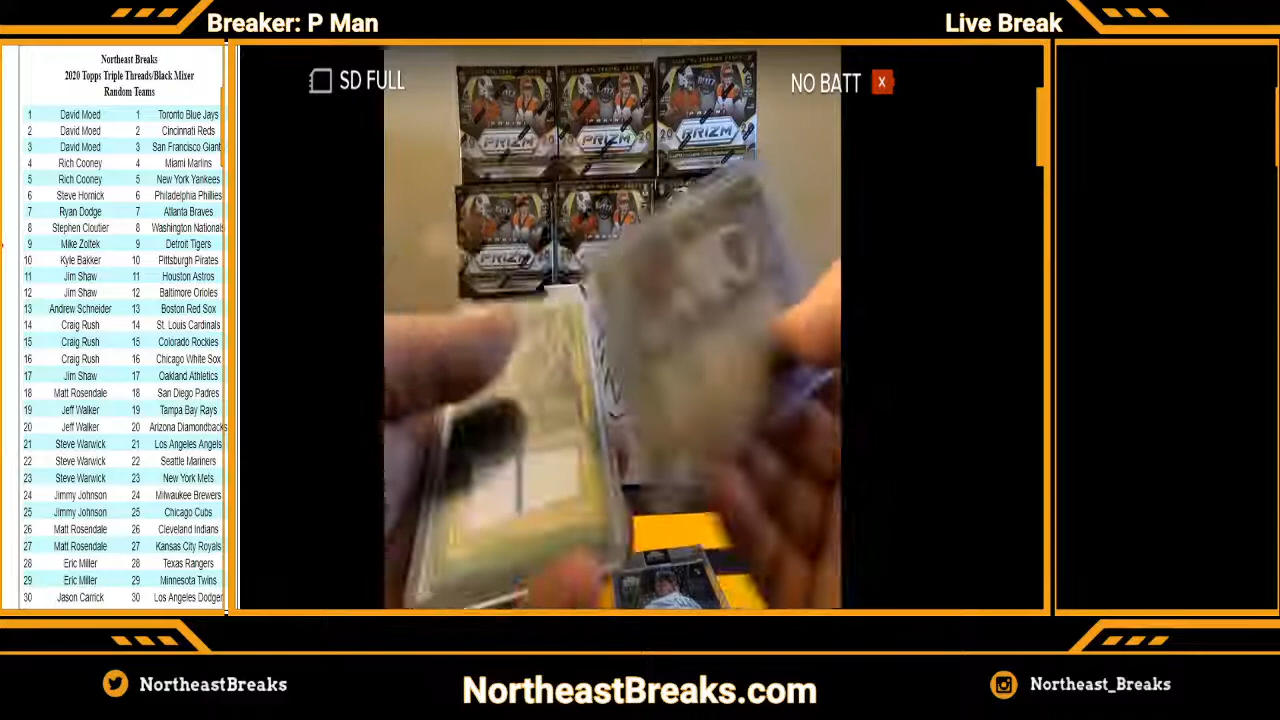 Breaker: P Man
Live Break
Northeast Breaks
2020 Topps Triple Threads/Black Mixer
Random Teams
1 David Moed 1 Toronto Blue Jays
2 David Moed 2 Cincinnati Reds
3 David Moed 3 San Francisco Giant
4 Rich Cooney 4 Miami Marlins
5 Rich Cooney 5 New York Yankees
6 Steve Hornick 6 Philadelphia Phillies
7 Ryan Dodge 7 Atlanta Braves
8 Stephen Cloutier 8 Washington Nationals
9 Mike Zoltek 9 Detroit Tigers
10 Kyle Bakker 10 Pittsburgh Pirates
11 Jim Shaw 11 Houston Astros
12 Jim Shaw 12 Baltimore Orioles
13 Andrew Schneider 13 Boston Red Sox
14 Craig Rush 14 St. Louis Cardinals
15 Craig Rush 15 Colorado Rockies
16 Craig Rush 16 Chicago White Sox
17 Jim Shaw 17 Oakland Athletics
18 Matt Rosendale 18 San Diego Padres
19 Jeff Walker 19 Tampa Bay Rays
20 Jeff Walker 20 Arizona Diamondbacks
21 Steve Warwick 21 Los Angeles Angels
22 Steve Warwick 22 Seattle Mariners
23 Steve Warwick 23 New York Mets
24 Jimmy Johnson 24 Milwaukee Brewers
25 Jimmy Johnson 25 Chicago Cubs
26 Matt Rosendale 26 Cleveland Indians
27 Matt Rosendale 27 Kansas City Royals
28 Eric Miller 28 Texas Rangers
29 Eric Miller 29 Minnesota Twins
30 Jason Carrick 30 Los Angeles Dodger
SD FULL
NO BATT x
PRIZM
PRIZM
PRIZM
PRIZM
NortheastBreaks
NortheastBreaks.com
Northeast_Breaks